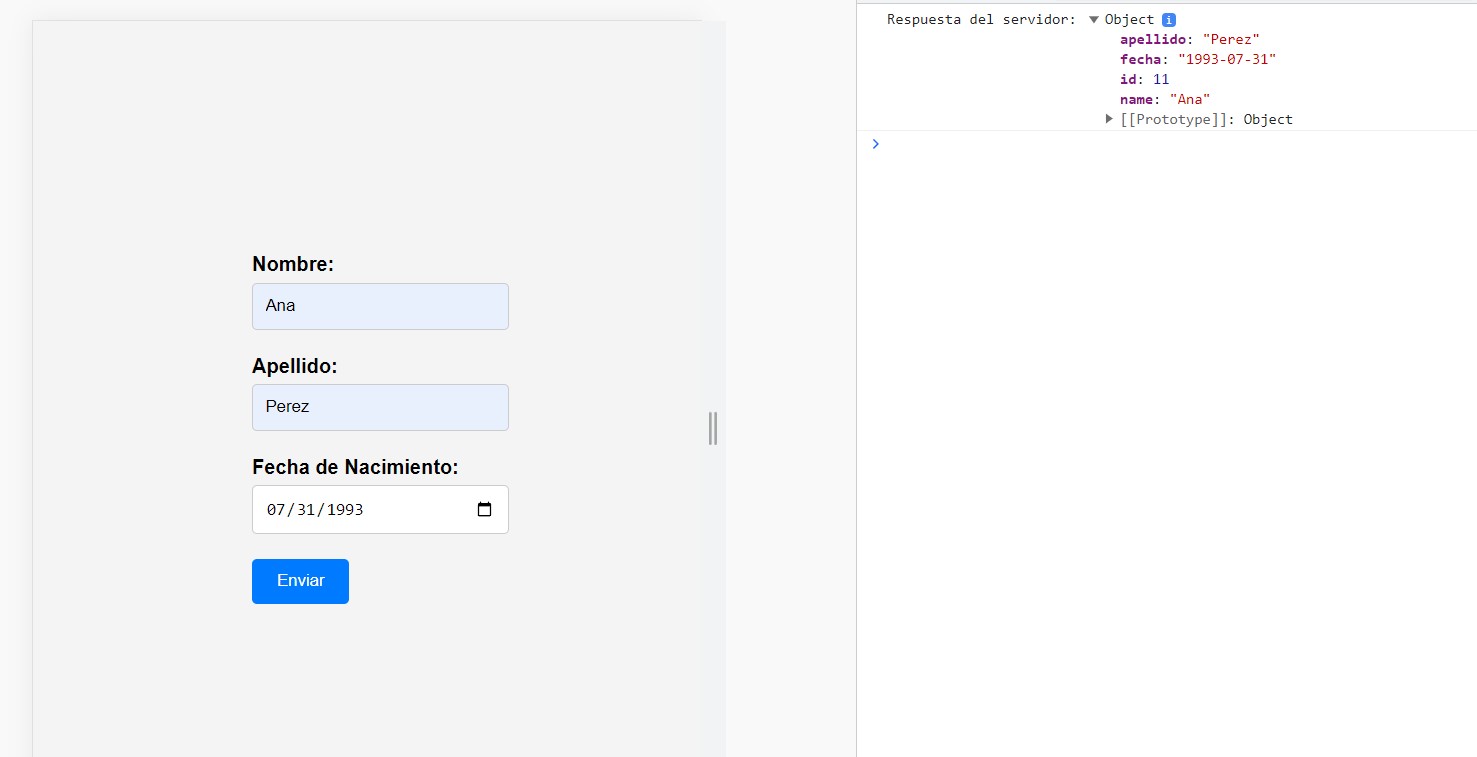 Nombre:
Ana
Apellido:
Perez
Fecha de Nacimiento:
07/31/1993
Enviar
Respuesta del servidor: ▼ Object i
apellido: "Perez"
fecha: "1993-07-31"
id: 11
name: "Ana"
▶ [[Prototype]]: Object
>